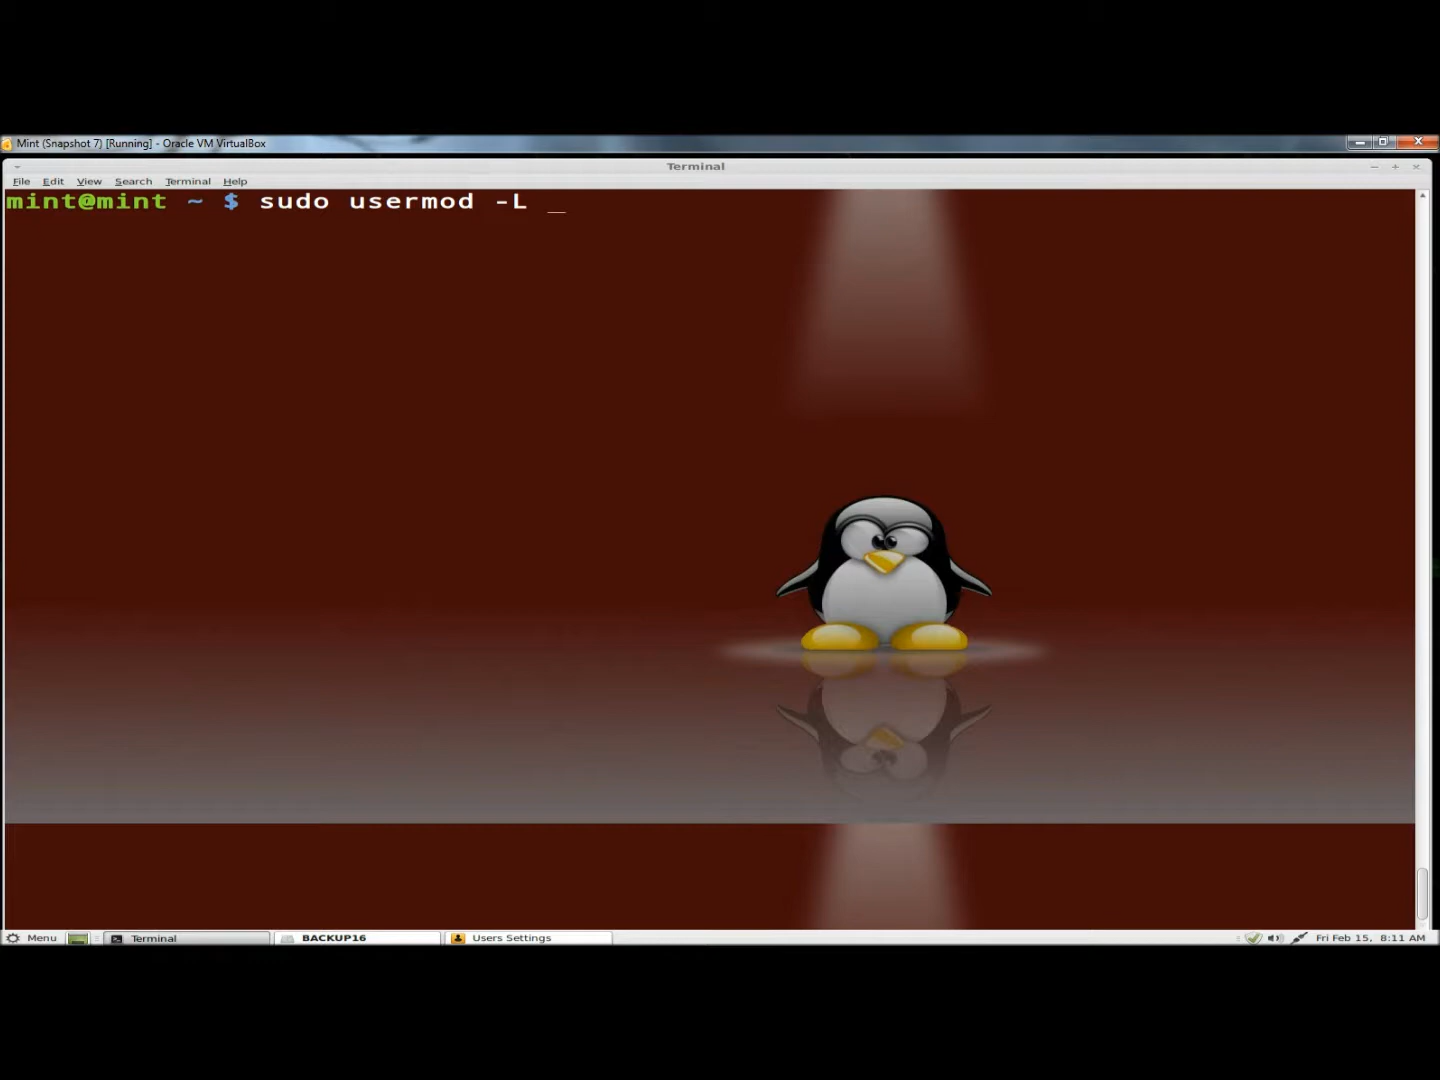 Mint (Snapshot 7) [Running] - Oracle VM VirtualBox
Terminal
File Edit View Search Terminal Help
mint@mint ~ $ sudo usermod -L _
Menu Terminal BACKUP16 Users Settings Fri Feb 15, 8:11 AM